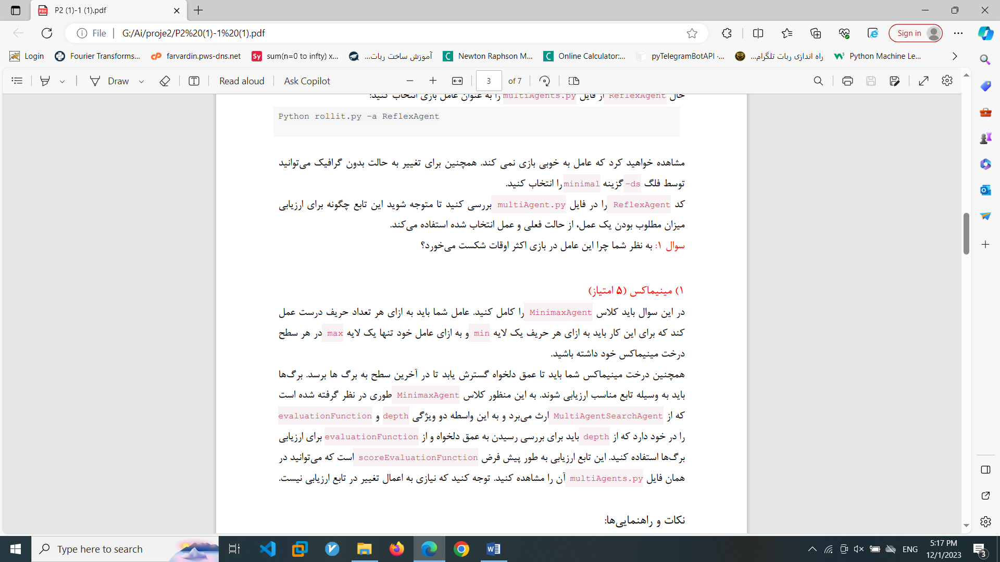 P2 (1)-1 (1).pdf
File
G:/Ai/proje2/P2%20(1)-1%20(1).pdf
Sign in
Login
Fourier Transforms...
farvardin.pws-dns.net
sum(n=0 to infty) x...
آموزش ساخت ربات...
Newton Raphson M...
Online Calculator:...
pyTelegramBotAPI ·...
راه اندازی ربات تلگرام...
Python Machine Le...
Draw
Read aloud
Ask Copilot
3
of 7
حال ReflexAgent از فایل multiAgents.py را به عنوان عامل بازی انتخاب کنید:
Python rollit.py -a ReflexAgent
مشاهده خواهید کرد که عامل به خوبی بازی نمی کند. همچنین برای تغییر به حالت بدون گرافیک می‌توانید
توسط فلگ -ds گزینه minimal را انتخاب کنید.
کد ReflexAgent را در فایل multiAgent.py بررسی کنید تا متوجه شوید این تابع چگونه برای ارزیابی
میزان مطلوب بودن یک عمل، از حالت فعلی و عمل انتخاب شده استفاده می‌کند.
سوال ۱: به نظر شما چرا این عامل در بازی اکثر اوقات شکست می‌خورد؟
۱) مینیماکس (۵ امتیاز)
در این سوال باید کلاس MinimaxAgent را کامل کنید. عامل شما باید به ازای هر تعداد حریف درست عمل
کند که برای این کار باید به ازای هر حریف یک لایه min و به ازای عامل خود تنها یک لایه max در هر سطح
درخت مینیماکس خود داشته باشید.
همچنین درخت مینیماکس شما باید تا عمق دلخواه گسترش یابد تا در آخرین سطح به برگ ها برسد. برگ‌ها
باید به وسیله تابع مناسب ارزیابی شوند. به این منظور کلاس MinimaxAgent طوری در نظر گرفته شده است
که از MultiAgentSearchAgent ارث می‌برد و به این واسطه دو ویژگی depth و evaluationFunction
را در خود دارد که از depth باید برای بررسی رسیدن به عمق دلخواه و از evaluationFunction برای ارزیابی
برگ‌ها استفاده کنید. این تابع ارزیابی به طور پیش فرض scoreEvaluationFunction است که می‌توانید در
همان فایل multiAgents.py آن را مشاهده کنید. توجه کنید که نیازی به اعمال تغییر در تابع ارزیابی نیست.
نکات و راهنمایی‌ها:
Type here to search
ENG
5:17 PM
12/1/2023
3